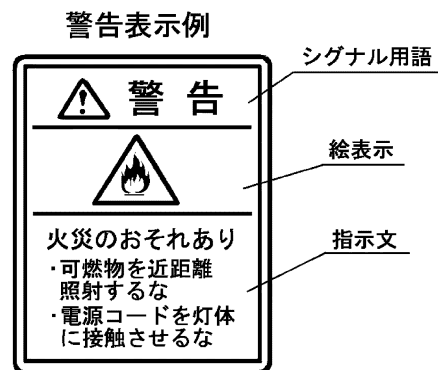 警告表示例
シグナル用語
警告
絵表示
火災のおそれあり
指示文
・可燃物を近距離
照射するな
・電源コードを灯体
に接触させるな